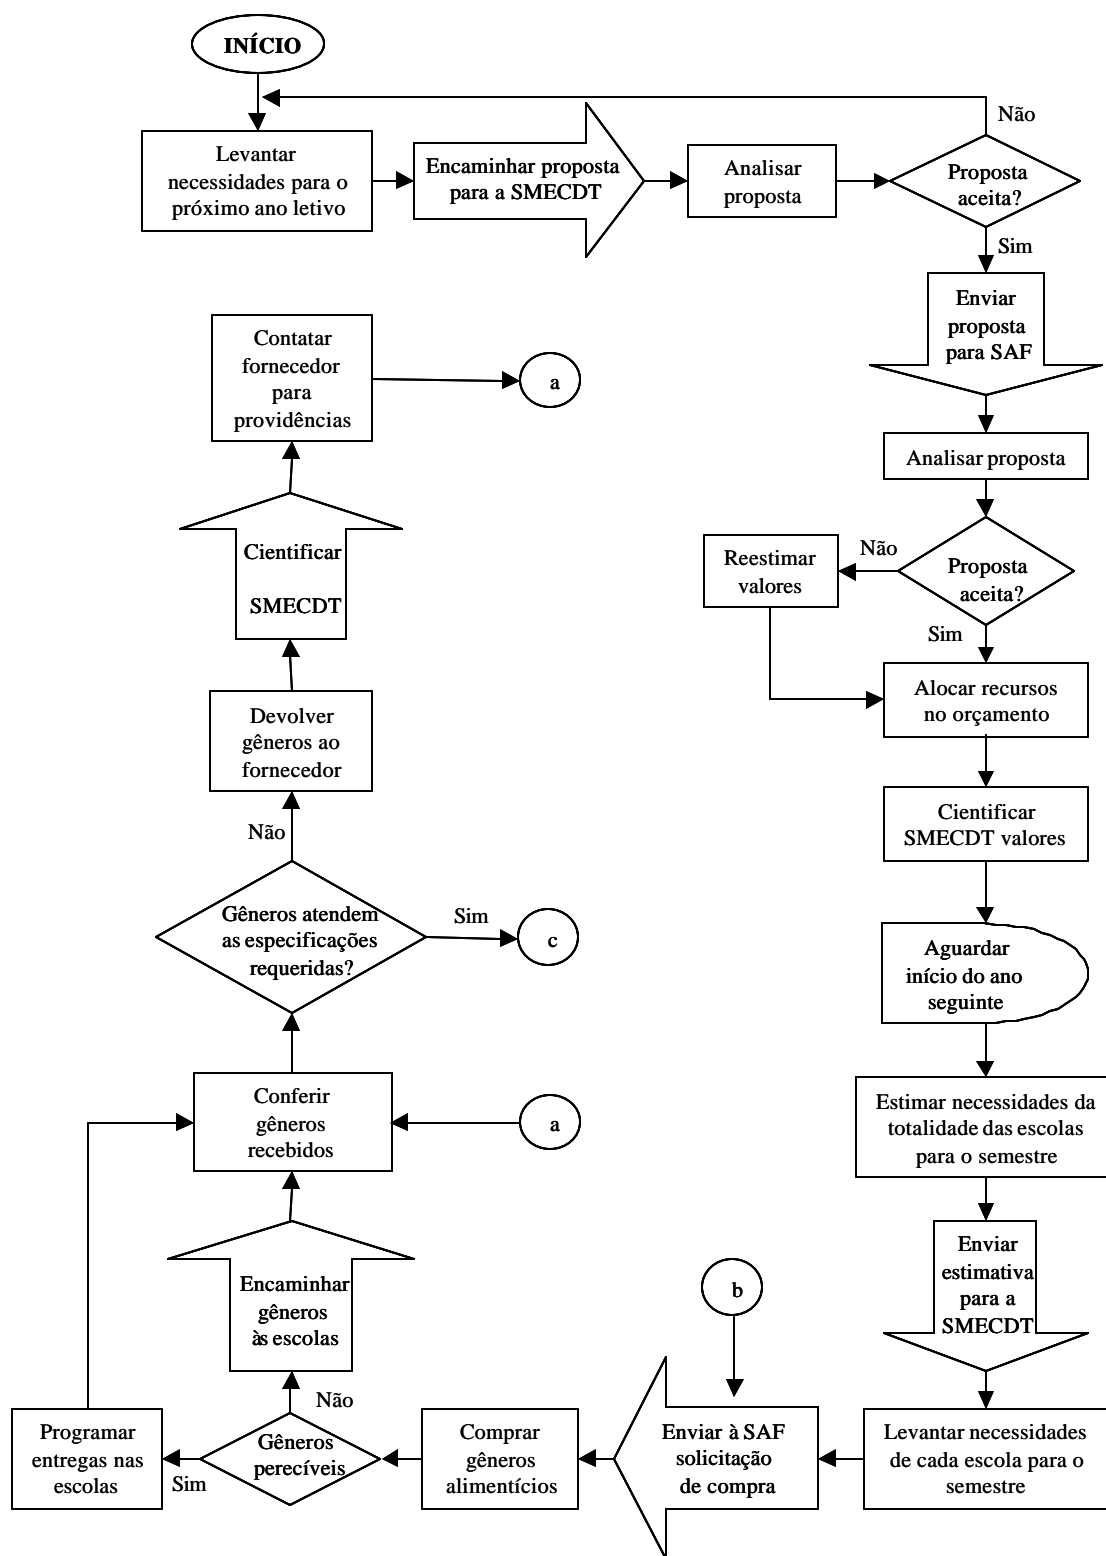 INÍCIO
Não
Levantar
necessidades para o
próximo ano letivo
Encaminhar proposta
para a SMECDT
Analisar
proposta
Proposta
aceita?
Sim
Enviar
proposta
para SAF
Contatar
fornecedor
para
providências
a
Analisar proposta
Cientificar
SMECDT
Reestimar
valores
Não
Proposta
aceita?
Sim
Alocar recursos
no orçamento
Devolver
gêneros ao
fornecedor
Cientificar
SMECDT valores
Não
Gêneros atendem
as especificações
requeridas?
Sim
c
Aguardar
início do ano
seguinte
Conferir
gêneros
recebidos
a
Estimar necessidades da
totalidade das escolas
para o semestre
Encaminhar
gêneros
às escolas
b
Enviar
estimativa
para a
SMECDT
Não
Programar
entregas nas
escolas
Sim
Gêneros
perecíveis
Comprar
gêneros
alimentícios
Enviar à SAF
solicitação
de compra
Levantar necessidades
de cada escola para o
semestre